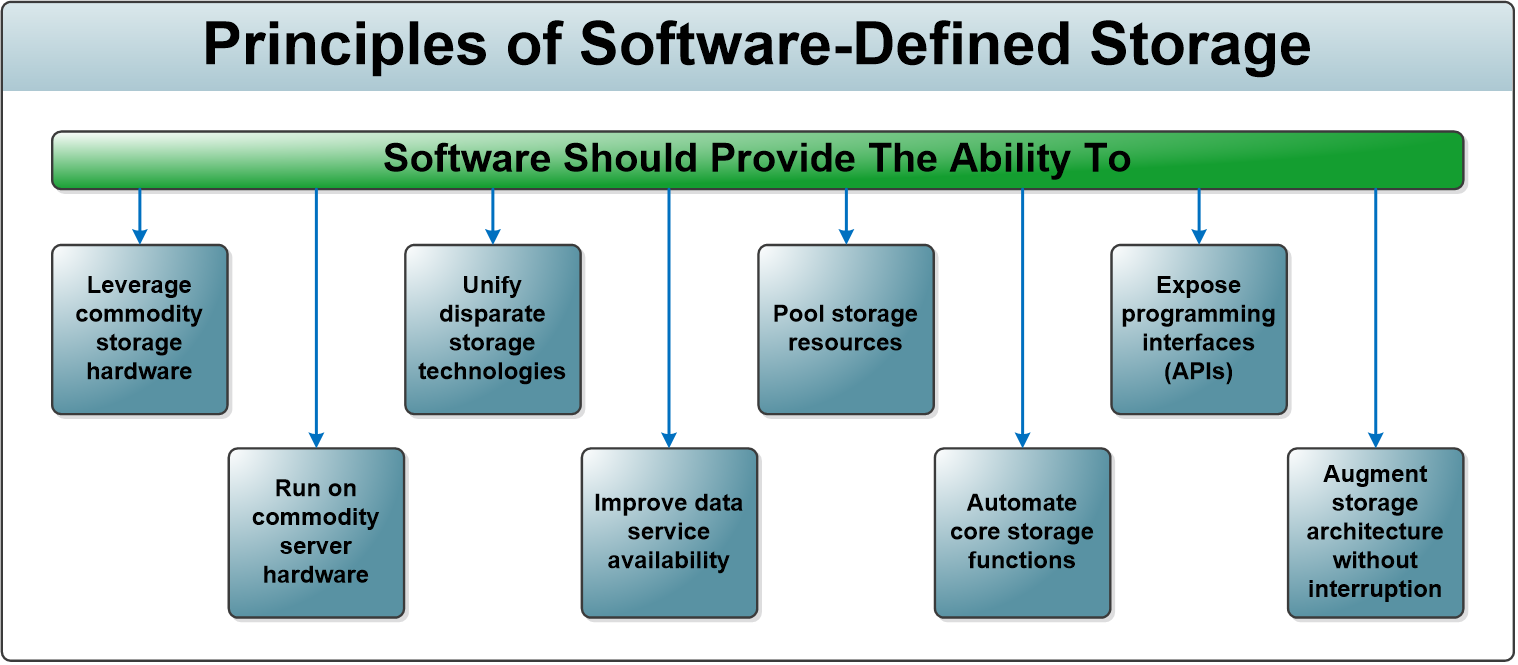 Principles of Software-Defined Storage
Software Should Provide The Ability To
Leverage
commodity
storage
hardware
Run on
commodity
server
hardware
Unify
disparate
storage
technologies
Improve data
service
availability
Pool storage
resources
Automate
core storage
functions
Expose
programming
interfaces
(APIs)
Augment
storage
architecture
without
interruption